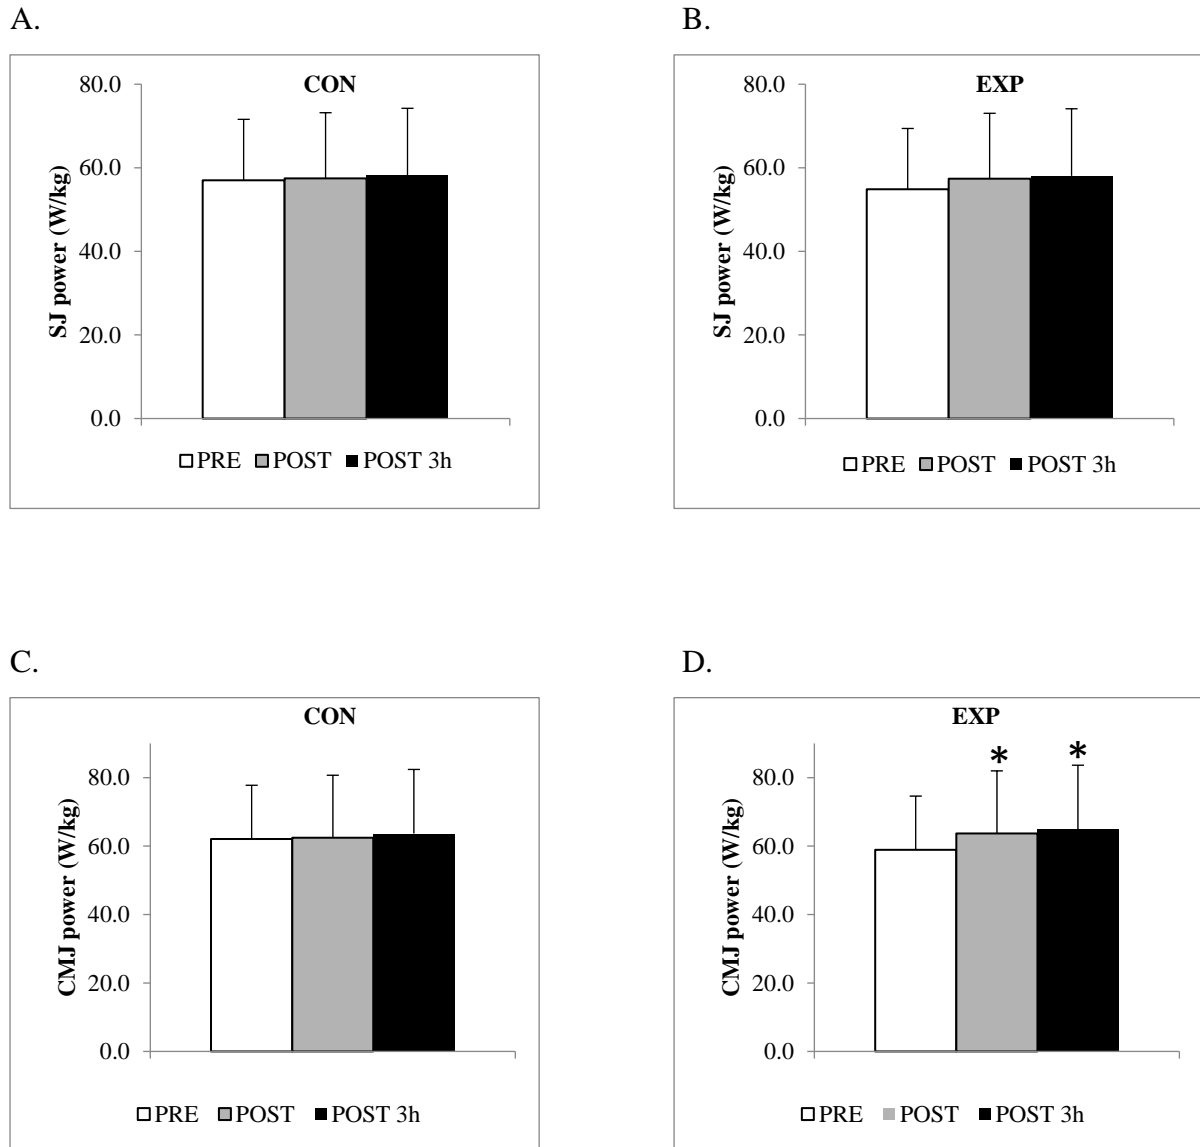 A.
CON
SJ power (W/kg)
80.0
60.0
40.0
20.0
0.0
PRE POST POST 3h
B.
EXP
SJ power (W/kg)
80.0
60.0
40.0
20.0
0.0
PRE POST POST 3h
C.
CON
CMJ power (W/kg)
80.0
60.0
40.0
20.0
0.0
PRE POST POST 3h
D.
EXP
* *
CMJ power (W/kg)
80.0
60.0
40.0
20.0
0.0
PRE POST POST 3h